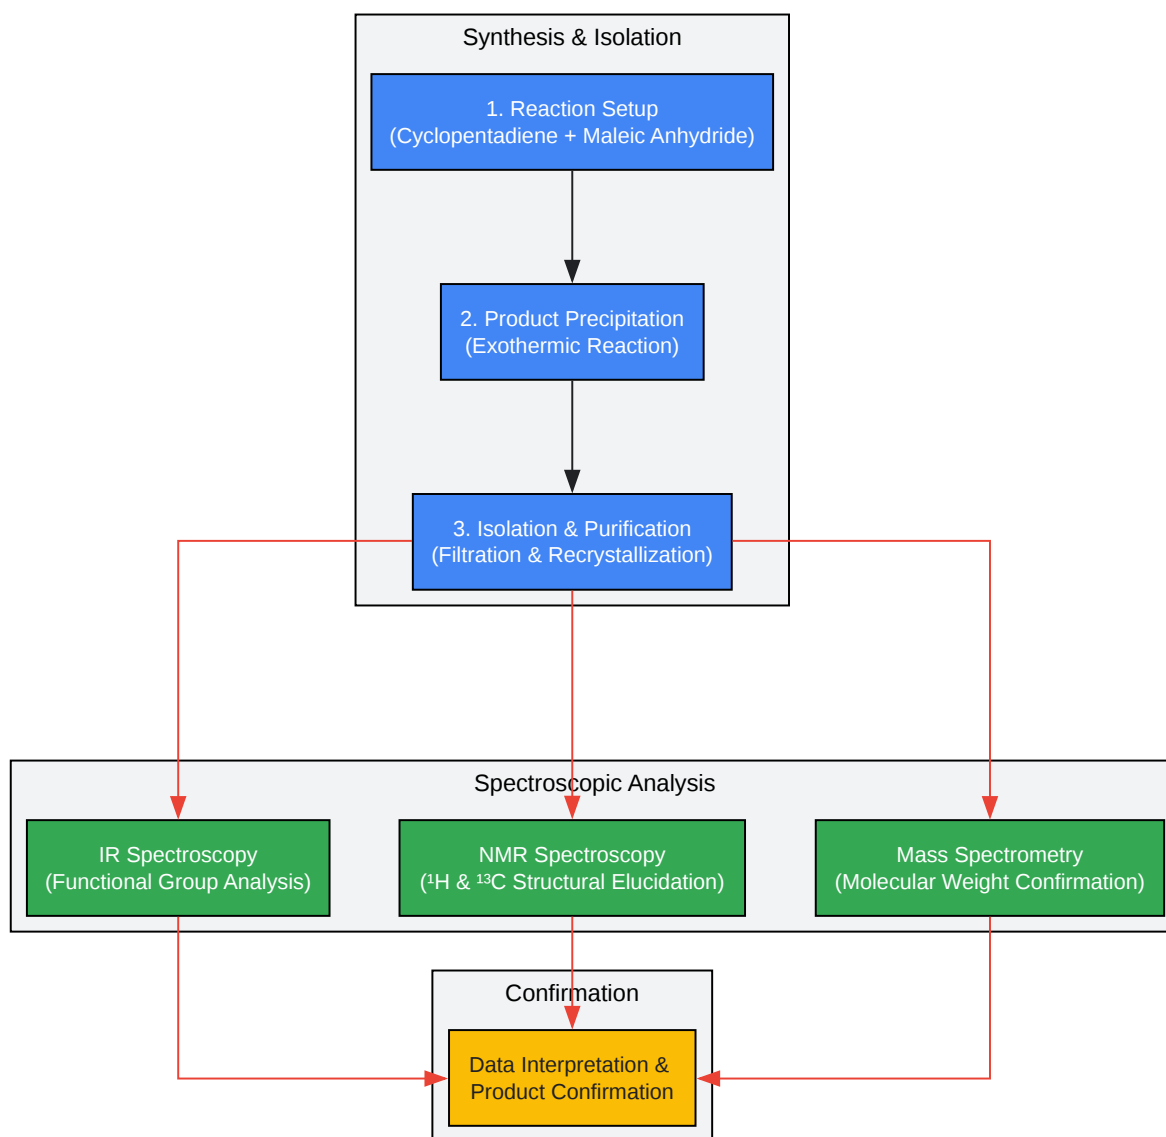 Synthesis & Isolation
1. Reaction Setup
(Cyclopentadiene + Maleic Anhydride)
2. Product Precipitation
(Exothermic Reaction)
3. Isolation & Purification
(Filtration & Recrystallization)
Spectroscopic Analysis
IR Spectroscopy
(Functional Group Analysis)
NMR Spectroscopy
(¹H & ¹³C Structural Elucidation)
Mass Spectrometry
(Molecular Weight Confirmation)
Confirmation
Data Interpretation &
Product Confirmation